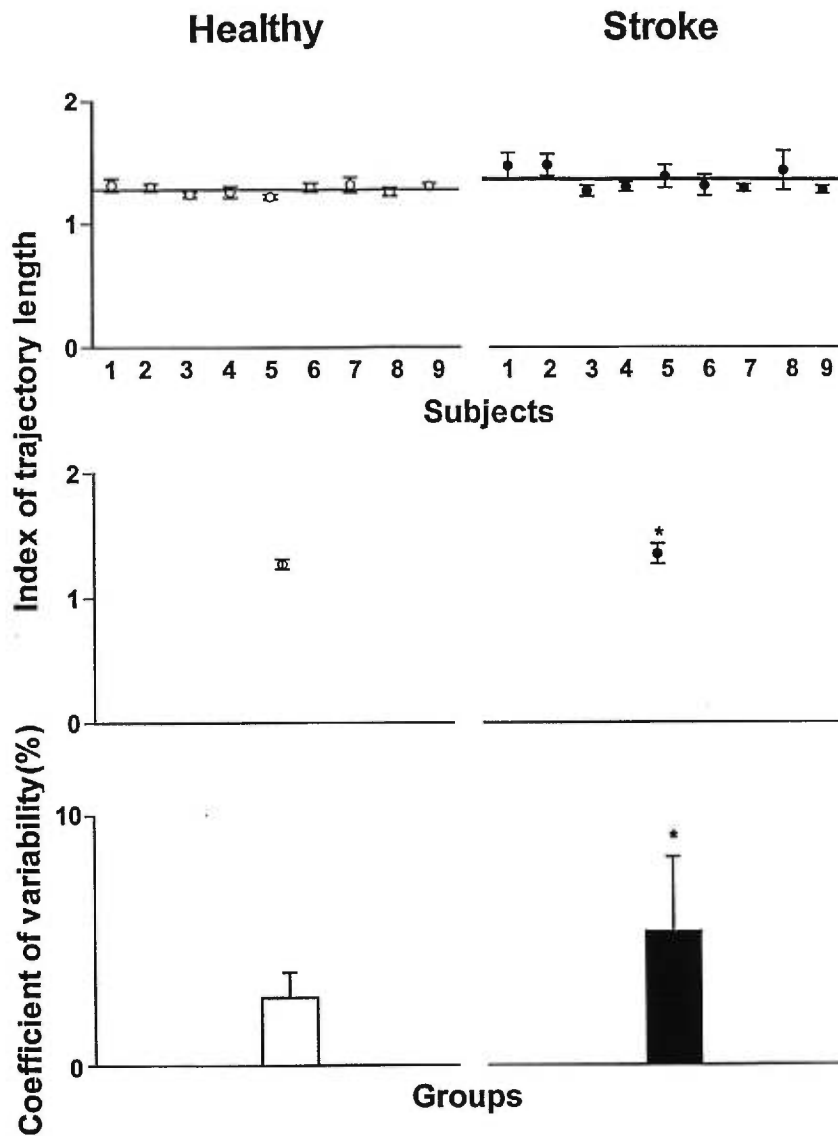 Healthy Stroke
Index of trajectory length
2
1
0
1 2 3 4 5 6 7 8 9 1 2 3 4 5 6 7 8 9
Subjects
2
*
1
0
Coefficient of variability(%)
10
*
0
Groups